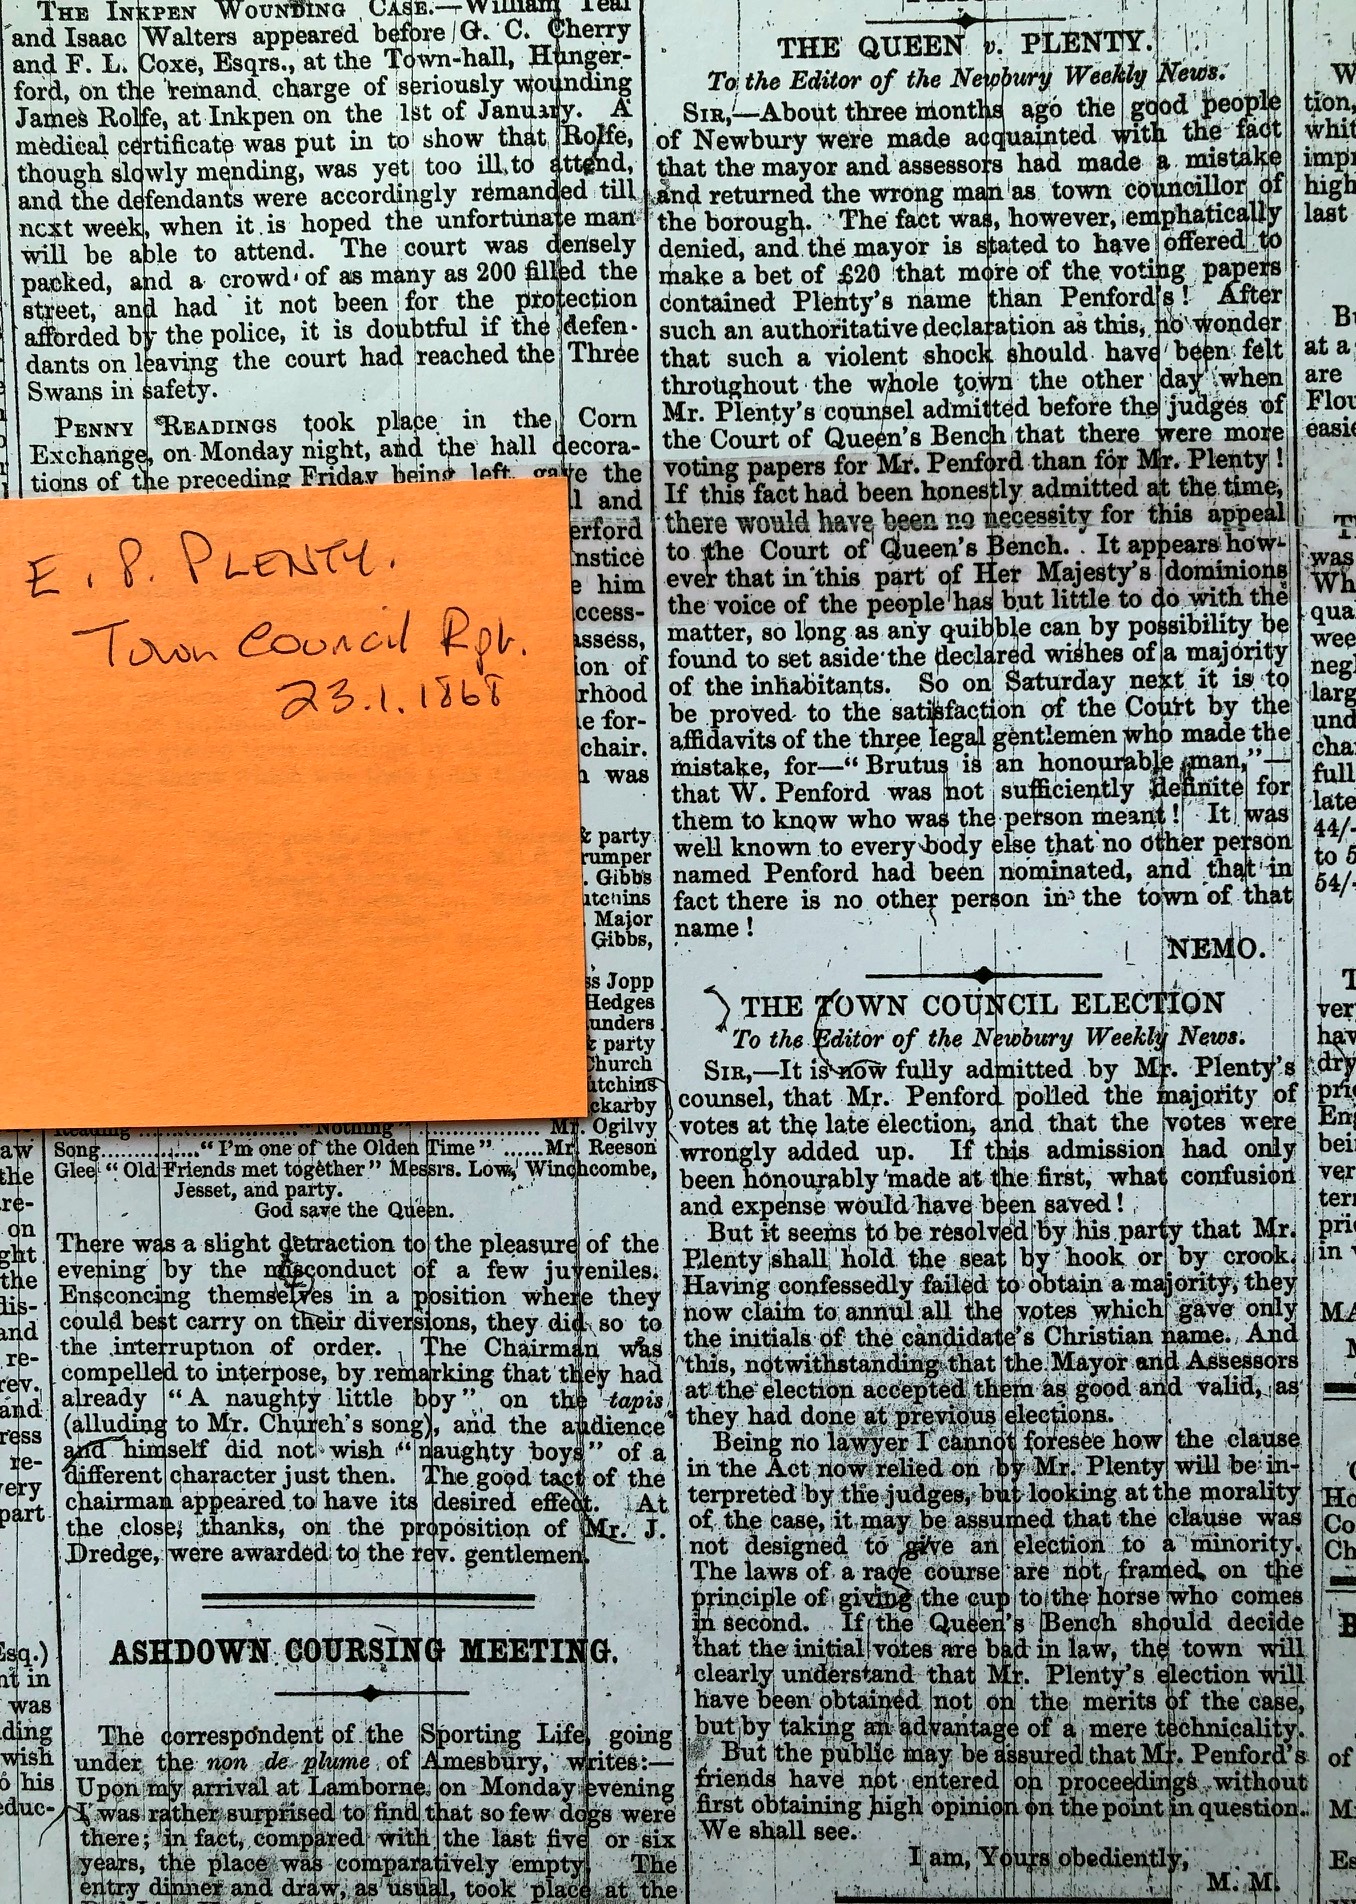 THE INKPEN WOUNDING CASE.—William Teal
and Isaac Walters appeared before G. C. Cherry
and F. L. Coxe, Esqrs., at the Town-hall, Hunger-
ford, on the remand charge of seriously wounding
James Rolfe, at Inkpen on the 1st of January. A
medical certificate was put in to show that Rolfe,
though slowly mending, was yet too ill to attend,
and the defendants were accordingly remanded till
next week, when it is hoped the unfortunate man
will be able to attend. The court was densely
packed, and a crowd of as many as 200 filled the
street, and had it not been for the protection
afforded by the police, it is doubtful if the defen-
dants on leaving the court had reached the Three
Swans in safety.
PENNY READINGS took place in the Corn
Exchange, on Monday night, and the hall decora-
tions of the preceding Friday being left, gave the
l and
erford
nstice
e him
ccess-
assess,
ion of
rhood
e for-
chair.
n was
& party
rumper
. Gibbs
utchins
Major
Gibbs,
ss Jopp
Hedges
unders
& party
Church
utchins
ckarby
E. P. PLENTY.
Town Council Rpt.
23.1.1868
Reading ...................... "Nothing" ............... Mr. Ogilvy
Song.............. "I'm one of the Olden Time" ......Mr. Reeson
Glee "Old Friends met together" Messrs. Low, Winchcombe,
Jesset, and party.
God save the Queen.
There was a slight detraction to the pleasure of the
evening by the misconduct of a few juveniles.
Ensconcing themselves in a position where they
could best carry on their diversions, they did so to
the interruption of order. The Chairman was
compelled to interpose, by remarking that they had
already "A naughty little boy" on the tapis
(alluding to Mr. Church's song), and the audience
and himself did not wish "naughty boys" of a
different character just then. The good tact of the
chairman appeared to have its desired effect. At
the close, thanks, on the proposition of Mr. J.
Dredge, were awarded to the rev. gentlemen.
ASHDOWN COURSING MEETING.
The correspondent of the Sporting Life, going
under the non de plume of Amesbury, writes:—
Upon my arrival at Lamborne on Monday evening
I was rather surprised to find that so few dogs were
there; in fact, compared with the last five or six
years, the place was comparatively empty. The
entry dinner and draw, as usual, took place at the
THE QUEEN v. PLENTY.
To the Editor of the Newbury Weekly News.
SIR,—About three months ago the good people
of Newbury were made acquainted with the fact
that the mayor and assessors had made a mistake
and returned the wrong man as town councillor of
the borough. The fact was, however, emphatically
denied, and the mayor is stated to have offered to
make a bet of £20 that more of the voting papers
contained Plenty's name than Penford's! After
such an authoritative declaration as this, no wonder
that such a violent shock should have been felt
throughout the whole town the other day when
Mr. Plenty's counsel admitted before the judges of
the Court of Queen's Bench that there were more
voting papers for Mr. Penford than for Mr. Plenty!
If this fact had been honestly admitted at the time,
there would have been no necessity for this appeal
to the Court of Queen's Bench. It appears how-
ever that in this part of Her Majesty's dominions
the voice of the people has but little to do with the
matter, so long as any quibble can by possibility be
found to set aside the declared wishes of a majority
of the inhabitants. So on Saturday next it is to
be proved to the satisfaction of the Court by the
affidavits of the three legal gentlemen who made the
mistake, for—"Brutus is an honourable man,"—
that W. Penford was not sufficiently definite for
them to know who was the person meant! It was
well known to every body else that no other person
named Penford had been nominated, and that in
fact there is no other person in the town of that
name!
NEMO.
THE TOWN COUNCIL ELECTION
To the Editor of the Newbury Weekly News.
SIR,—It is now fully admitted by Mr. Plenty's
counsel, that Mr. Penford polled the majority of
votes at the late election, and that the votes were
wrongly added up. If this admission had only
been honourably made at the first, what confusion
and expense would have been saved!
But it seems to be resolved by his party that Mr.
Plenty shall hold the seat by hook or by crook.
Having confessedly failed to obtain a majority, they
now claim to annul all the votes which gave only
the initials of the candidate's Christian name. And
this, notwithstanding that the Mayor and Assessors
at the election accepted them as good and valid, as
they had done at previous elections.
Being no lawyer I cannot foresee how the clause
in the Act now relied on by Mr. Plenty will be in-
terpreted by the judges, but looking at the morality
of the case, it may be assumed that the clause was
not designed to give an election to a minority.
The laws of a race course are not framed on the
principle of giving the cup to the horse who comes
in second. If the Queen's Bench should decide
that the initial votes are bad in law, the town will
clearly understand that Mr. Plenty's election will
have been obtained not on the merits of the case,
but by taking an advantage of a mere technicality.
But the public may be assured that Mr. Penford's
friends have not entered on proceedings without
first obtaining high opinion on the point in question.
We shall see.
I am, Yours obediently,
M. M.